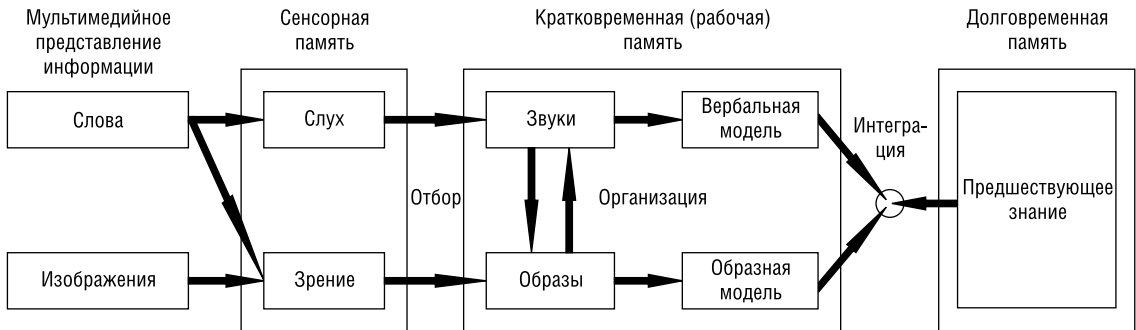 Мультимедийное
представление
информации
Сенсорная
память
Кратковременная (рабочая)
память
Долговременная
память
Слова
Слух
Звуки
Вербальная
модель
Интегра-
ция
Отбор
Организация
Предшествующее
знание
Изображения
Зрение
Образы
Образная
модель